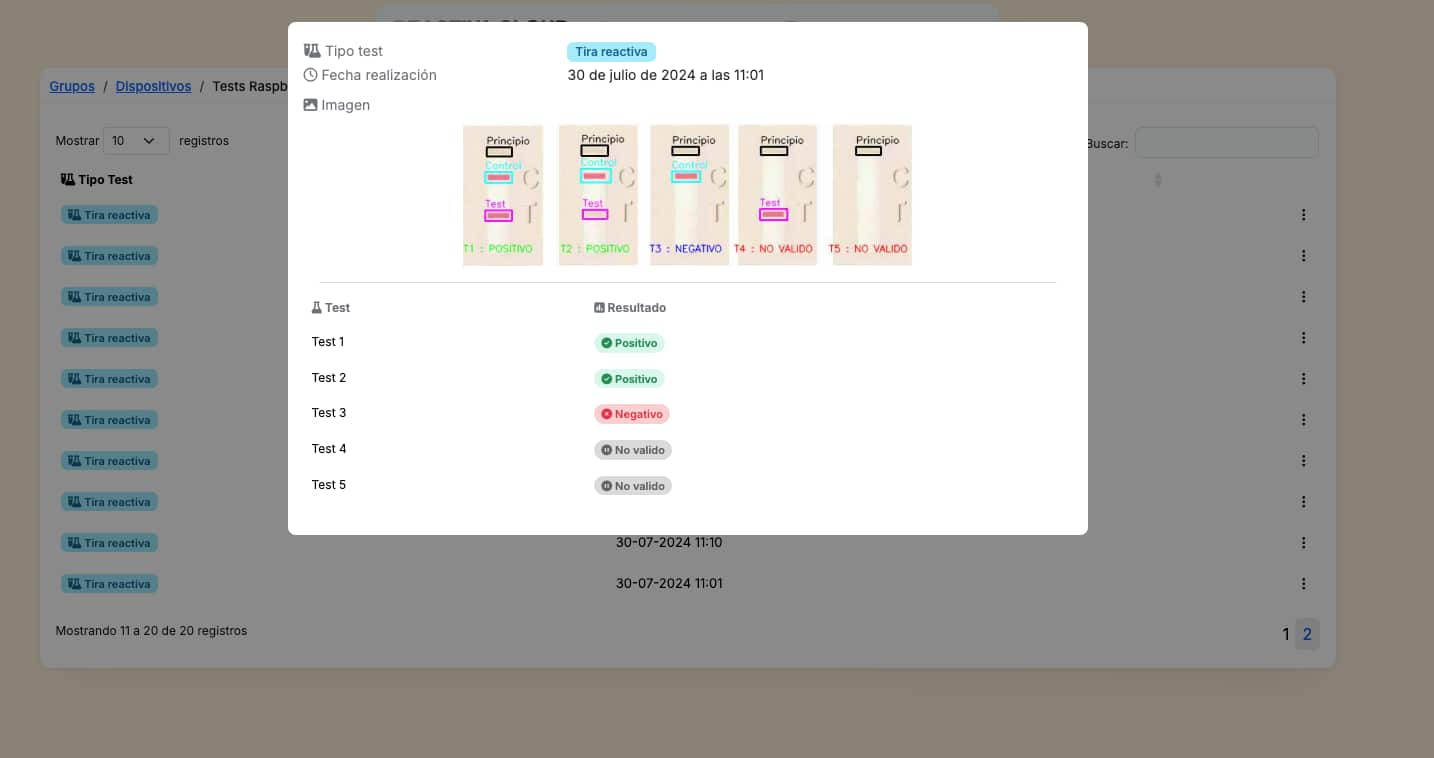 Tipo test Tira reactiva
Fecha realización 30 de julio de 2024 a las 11:01
Imagen
Principio Principio Principio Principio Principio
Control Control Control
C C C C C
Test Test Test
T T T T T
T1 : POSITIVO T2 : POSITIVO T3 : NEGATIVO T4 : NO VALIDO T5 : NO VALIDO
Test Resultado
Test 1 Positivo
Test 2 Positivo
Test 3 Negativo
Test 4 No valido
Test 5 No valido
Grupos / Dispositivos / Tests Raspb
Mostrar 10 registros
Buscar:
Tipo Test
Tira reactiva
Tira reactiva
Tira reactiva
Tira reactiva
Tira reactiva
Tira reactiva
Tira reactiva
Tira reactiva
Tira reactiva 30-07-2024 11:10
Tira reactiva 30-07-2024 11:01
Mostrando 11 a 20 de 20 registros
1 2